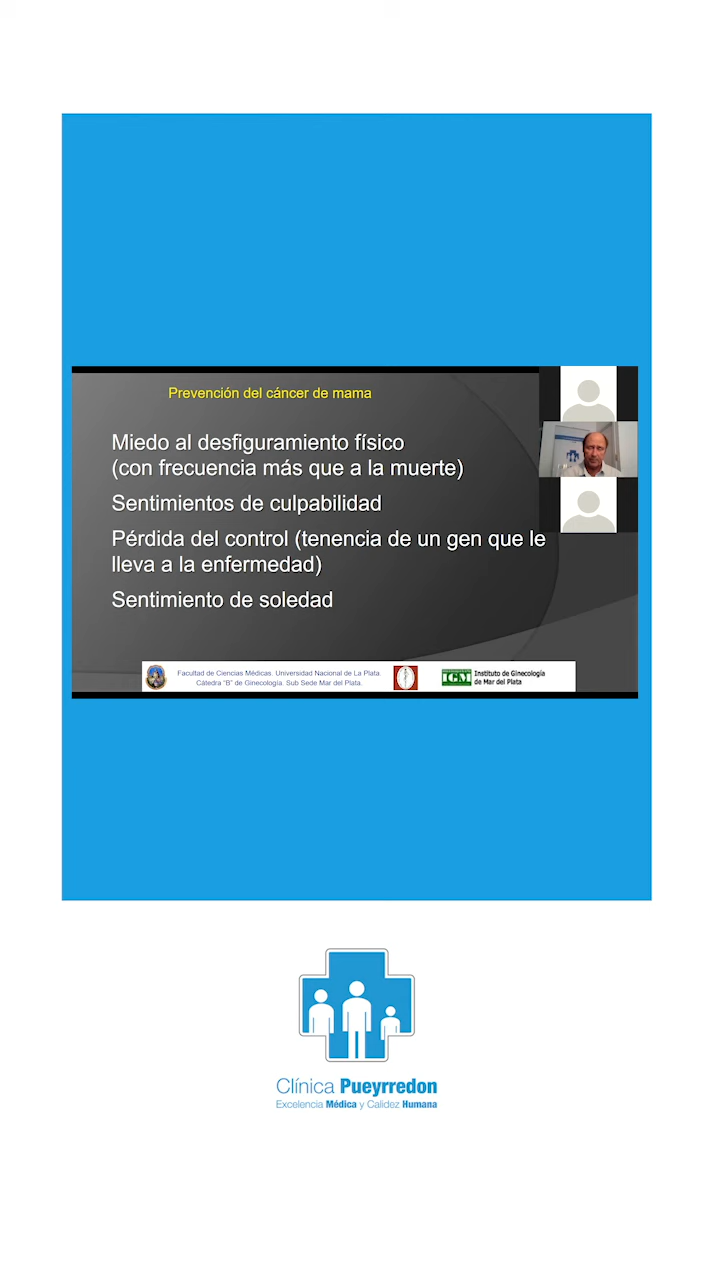 Prevención del cáncer de mama
Miedo al desfiguramiento físico
(con frecuencia más que a la muerte)
Sentimientos de culpabilidad
Pérdida del control (tenencia de un gen que le
lleva a la enfermedad)
Sentimiento de soledad
Facultad de Ciencias Médicas. Universidad Nacional de La Plata.
Cátedra "B" de Ginecología. Sub Sede Mar del Plata.
IGM
Instituto de Ginecología
de Mar del Plata
Clínica Pueyrredon
Excelencia Médica y Calidez Humana